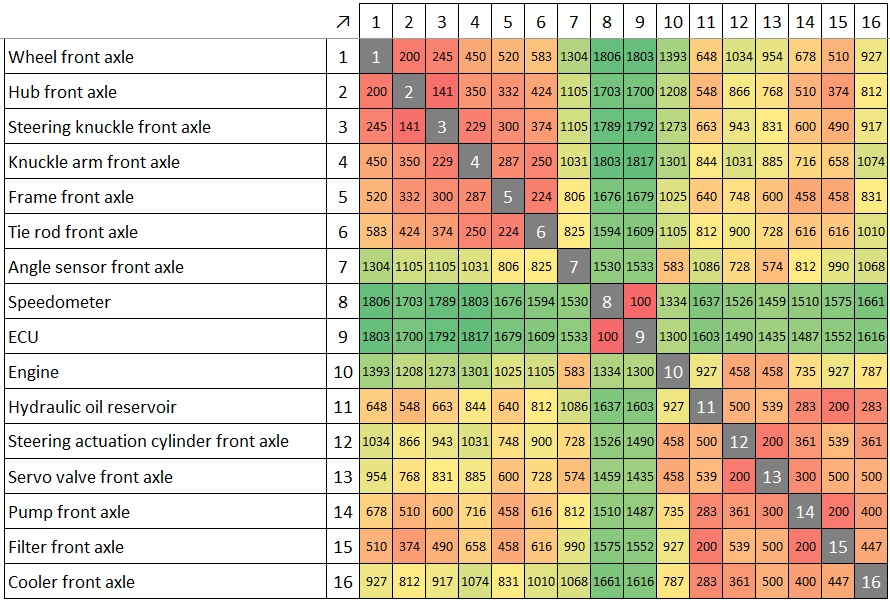 ↗ 1 2 3 4 5 6 7 8 9 10 11 12 13 14 15 16
Wheel front axle 1 1 200 245 450 520 583 1304 1806 1803 1393 648 1034 954 678 510 927
Hub front axle 2 200 2 141 350 332 424 1105 1703 1700 1208 548 866 768 510 374 812
Steering knuckle front axle 3 245 141 3 229 300 374 1105 1789 1792 1273 663 943 831 600 490 917
Knuckle arm front axle 4 450 350 229 4 287 250 1031 1803 1817 1301 844 1031 885 716 658 1074
Frame front axle 5 520 332 300 287 5 224 806 1676 1679 1025 640 748 600 458 458 831
Tie rod front axle 6 583 424 374 250 224 6 825 1594 1609 1105 812 900 728 616 616 1010
Angle sensor front axle 7 1304 1105 1105 1031 806 825 7 1530 1533 583 1086 728 574 812 990 1068
Speedometer 8 1806 1703 1789 1803 1676 1594 1530 8 100 1334 1637 1526 1459 1510 1575 1661
ECU 9 1803 1700 1792 1817 1679 1609 1533 100 9 1300 1603 1490 1435 1487 1552 1616
Engine 10 1393 1208 1273 1301 1025 1105 583 1334 1300 10 927 458 458 735 927 787
Hydraulic oil reservoir 11 648 548 663 844 640 812 1086 1637 1603 927 11 500 539 283 200 283
Steering actuation cylinder front axle 12 1034 866 943 1031 748 900 728 1526 1490 458 500 12 200 361 539 361
Servo valve front axle 13 954 768 831 885 600 728 574 1459 1435 458 539 200 13 300 500 500
Pump front axle 14 678 510 600 716 458 616 812 1510 1487 735 283 361 300 14 200 400
Filter front axle 15 510 374 490 658 458 616 990 1575 1552 927 200 539 500 200 15 447
Cooler front axle 16 927 812 917 1074 831 1010 1068 1661 1616 787 283 361 500 400 447 16